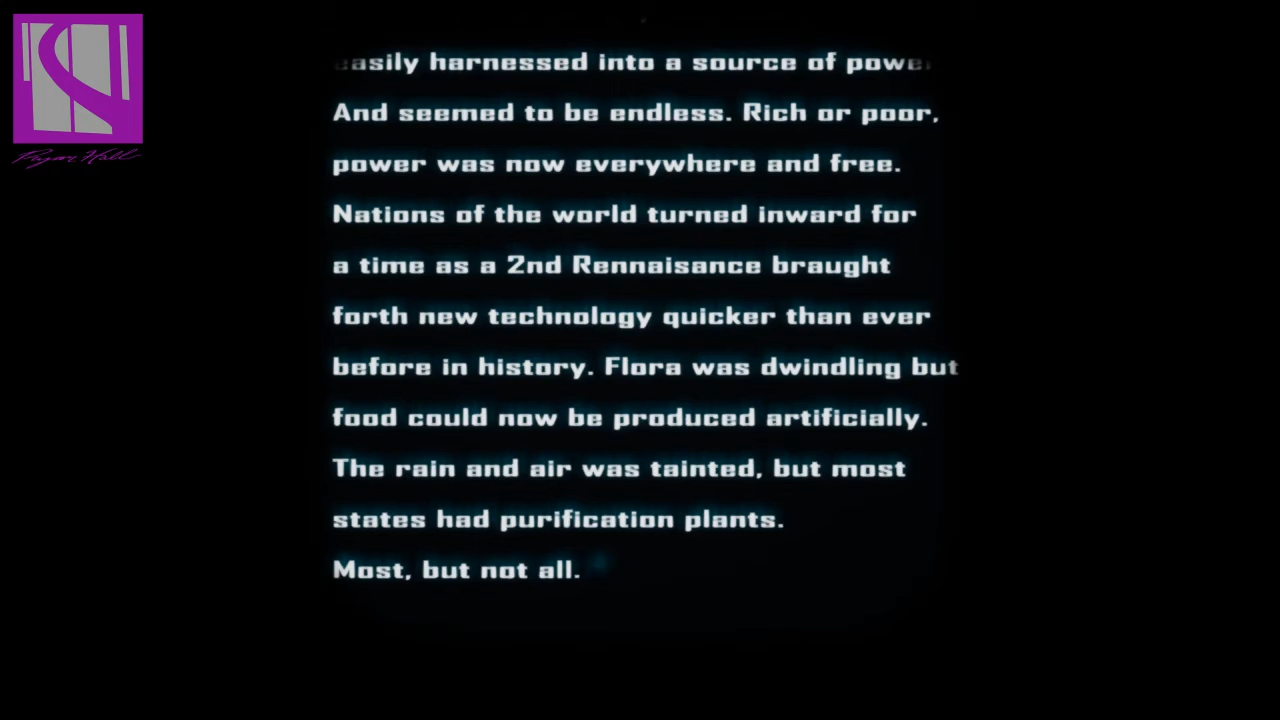 easily harnessed into a source of power
And seemed to be endless. Rich or poor,
power was now everywhere and free.
Nations of the world turned inward for
a time as a 2nd Rennaisance braught
forth new technology quicker than ever
before in history. Flora was dwindling but
food could now be produced artificially.
The rain and air was tainted, but most
states had purification plants.
Most, but not all.